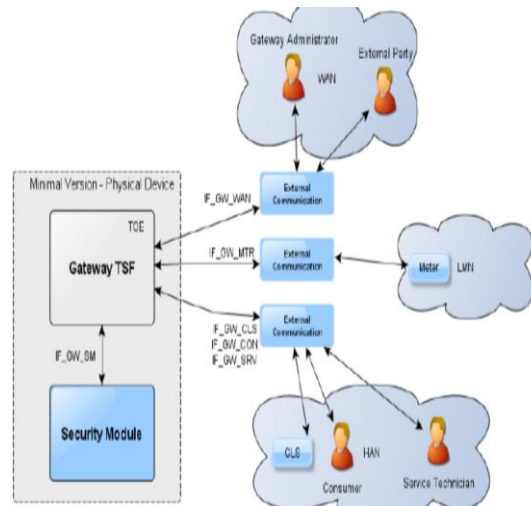 Gateway Administrator
External Party
WAN
Minimal Version - Physical Device
TOE
Gateway TSF
IF_GW_WAN
External
Communication
IF_GW_MTR
External
Communication
Meter
LMN
IF_GW_CLS
IF_GW_CON
IF_GW_SRV
External
Communication
IF_GW_SM
Security Module
CLS
HAN
Consumer
Service Technician